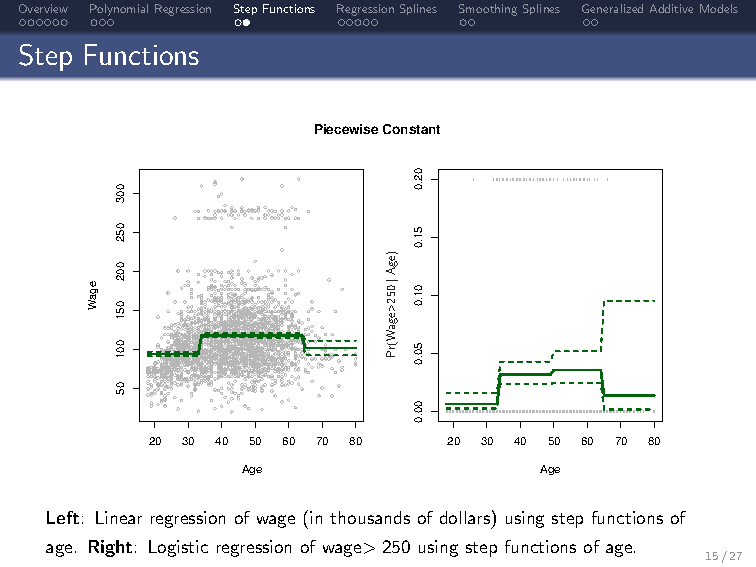 Overview Polynomial Regression Step Functions Regression Splines Smoothing Splines Generalized Additive Models
Step Functions
Piecewise Constant
Wage
50 100 150 200 250 300
20 30 40 50 60 70 80
Age
Pr(Wage>250 | Age)
0.00 0.05 0.10 0.15 0.20
20 30 40 50 60 70 80
Age
Left: Linear regression of wage (in thousands of dollars) using step functions of
age. Right: Logistic regression of wage> 250 using step functions of age.
15 / 27